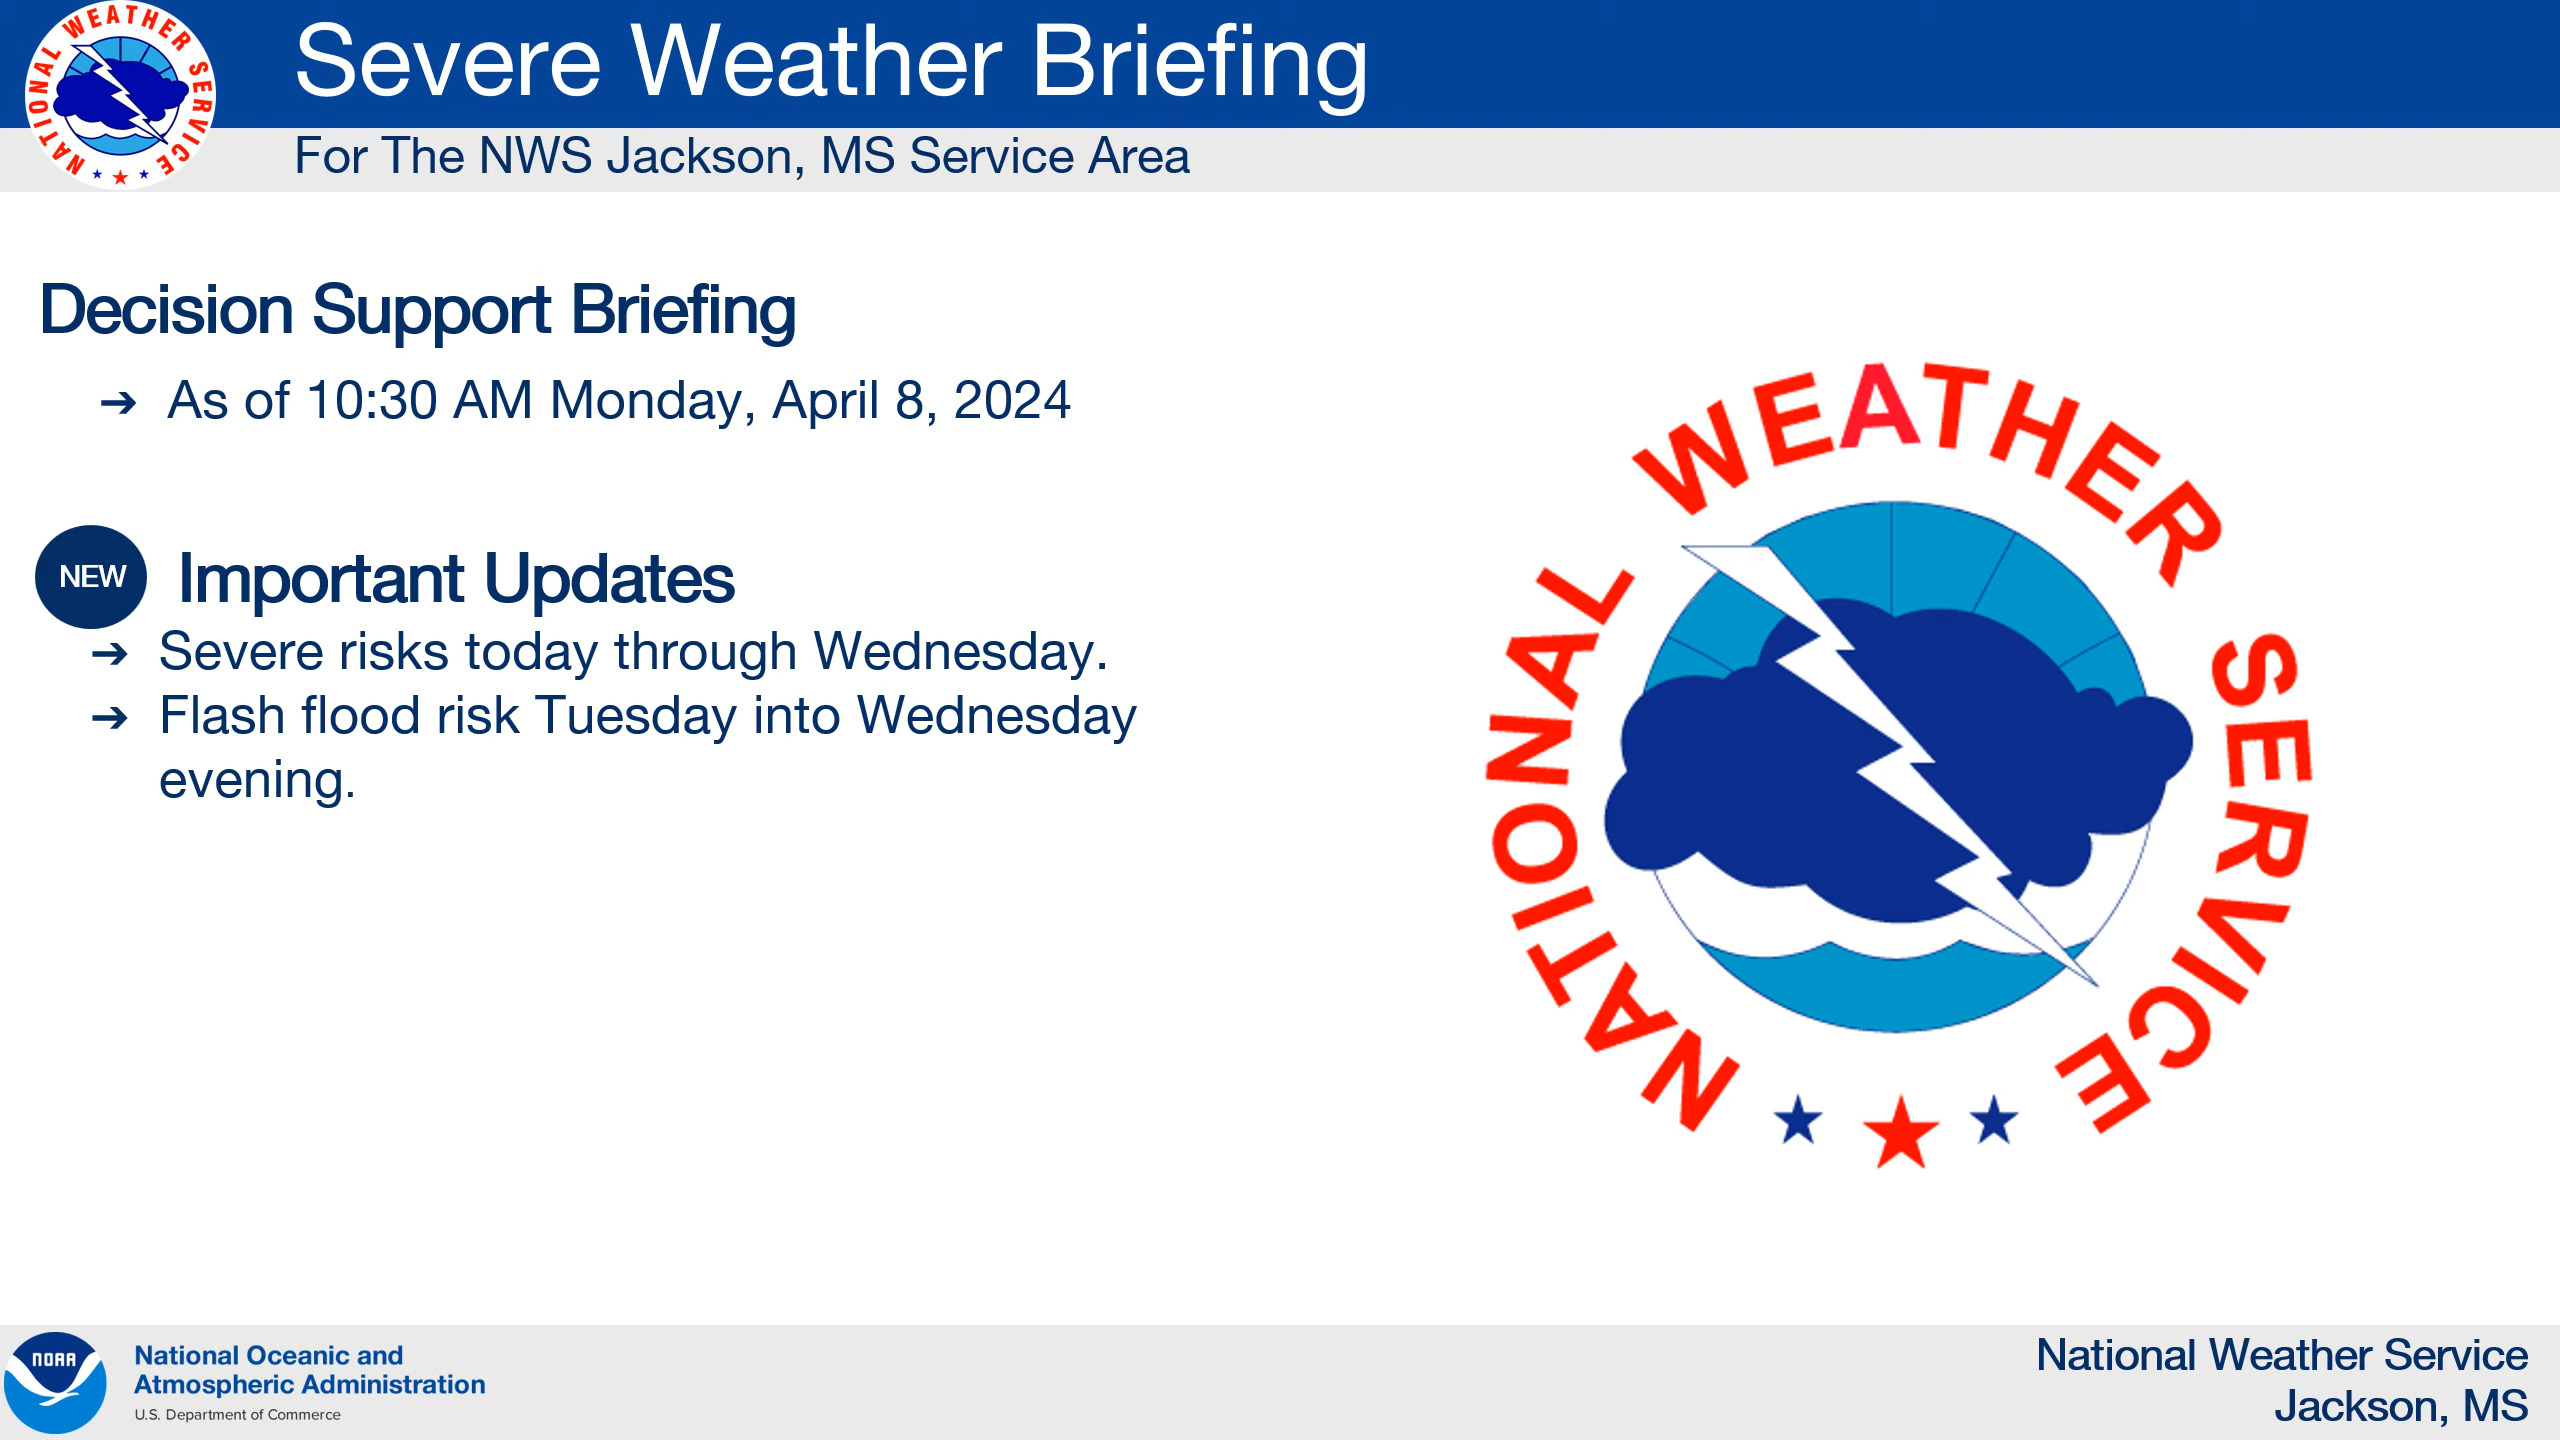 NATIONAL WEATHER SERVICE
Severe Weather Briefing
For The NWS Jackson, MS Service Area
Decision Support Briefing
➔ As of 10:30 AM Monday, April 8, 2024
NEW Important Updates
➔ Severe risks today through Wednesday.
➔ Flash flood risk Tuesday into Wednesday
evening.
NATIONAL WEATHER SERVICE
NOAA
National Oceanic and
Atmospheric Administration
U.S. Department of Commerce
National Weather Service
Jackson, MS